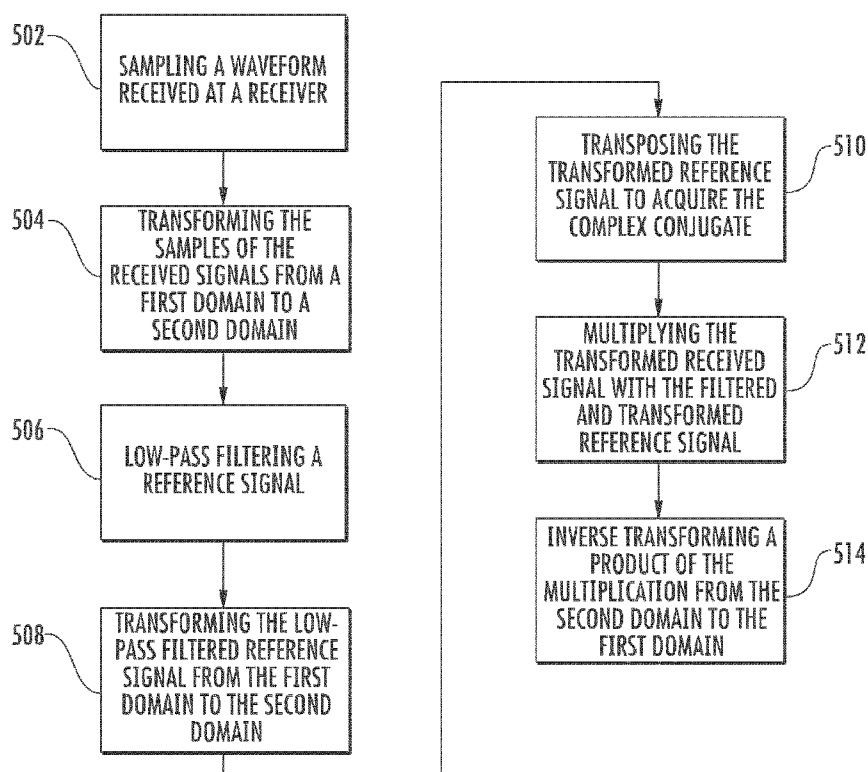 502
SAMPLING A WAVEFORM
RECEIVED AT A RECEIVER
504
TRANSFORMING THE
SAMPLES OF THE
RECEIVED SIGNALS FROM A
FIRST DOMAIN TO A
SECOND DOMAIN
506
LOW-PASS FILTERING A
REFERENCE SIGNAL
508
TRANSFORMING THE LOW-
PASS FILTERED REFERENCE
SIGNAL FROM THE FIRST
DOMAIN TO THE SECOND
DOMAIN
510
TRANSPOSING THE
TRANSFORMED REFERENCE
SIGNAL TO ACQUIRE THE
COMPLEX CONJUGATE
512
MULTIPLYING THE
TRANSFORMED RECEIVED
SIGNAL WITH THE FILTERED
AND TRANSFORMED
REFERENCE SIGNAL
514
INVERSE TRANSFORMING A
PRODUCT OF THE
MULTIPLICATION FROM THE
SECOND DOMAIN TO THE
FIRST DOMAIN